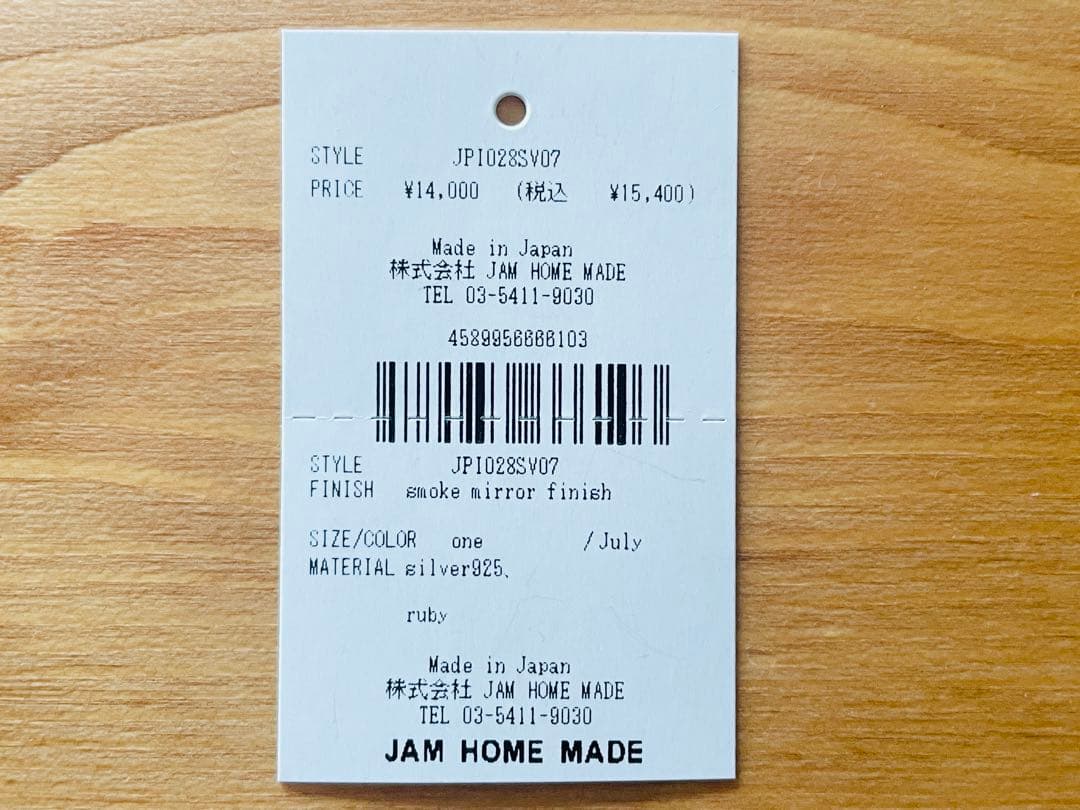 STYLE JPI028SV07
PRICE ¥14,000 (税込 ¥15,400)
Made in Japan
株式会社 JAM HOME MADE
TEL 03-5411-9030
4589956666103
STYLE JPI028SV07
FINISH smoke mirror finish
SIZE/COLOR one /July
MATERIAL silver925、
ruby
Made in Japan
株式会社 JAM HOME MADE
TEL 03-5411-9030
JAM HOME MADE